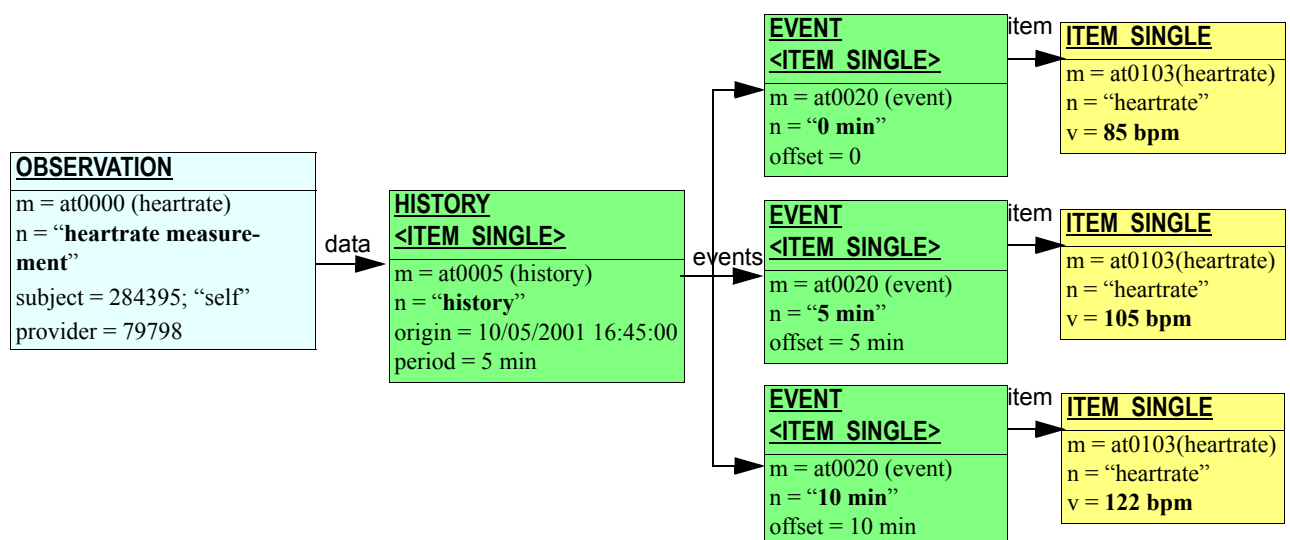 OBSERVATION
m = at0000 (heartrate)
n = “heartrate measure-
ment”
subject = 284395; “self”
provider = 79798
data
HISTORY
<ITEM_SINGLE>
m = at0005 (history)
n = “history”
origin = 10/05/2001 16:45:00
period = 5 min
events
EVENT
<ITEM_SINGLE>
m = at0020 (event)
n = “0 min”
offset = 0
item
ITEM_SINGLE
m = at0103(heartrate)
n = “heartrate”
v = 85 bpm
EVENT
<ITEM_SINGLE>
m = at0020 (event)
n = “5 min”
offset = 5 min
item
ITEM_SINGLE
m = at0103(heartrate)
n = “heartrate”
v = 105 bpm
EVENT
<ITEM_SINGLE>
m = at0020 (event)
n = “10 min”
offset = 10 min
item
ITEM_SINGLE
m = at0103(heartrate)
n = “heartrate”
v = 122 bpm